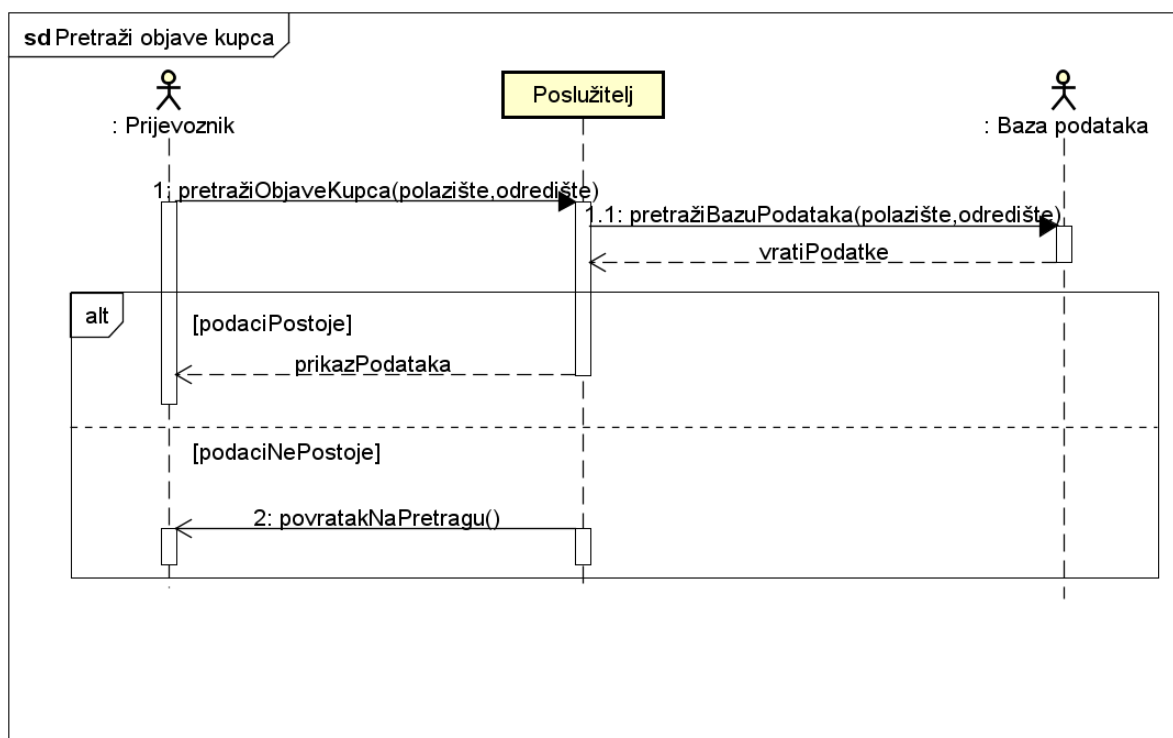 sd Pretraži objave kupca
Poslužitelj
: Prijevoznik
: Baza podataka
1: pretražiObjaveKupca(polazište,odredište)
1.1: pretražiBazuPodataka(polazište,odredište)
vratiPodatke
alt
[podaciPostoje]
prikazPodataka
[podaciNePostoje]
2: povratakNaPretragu()